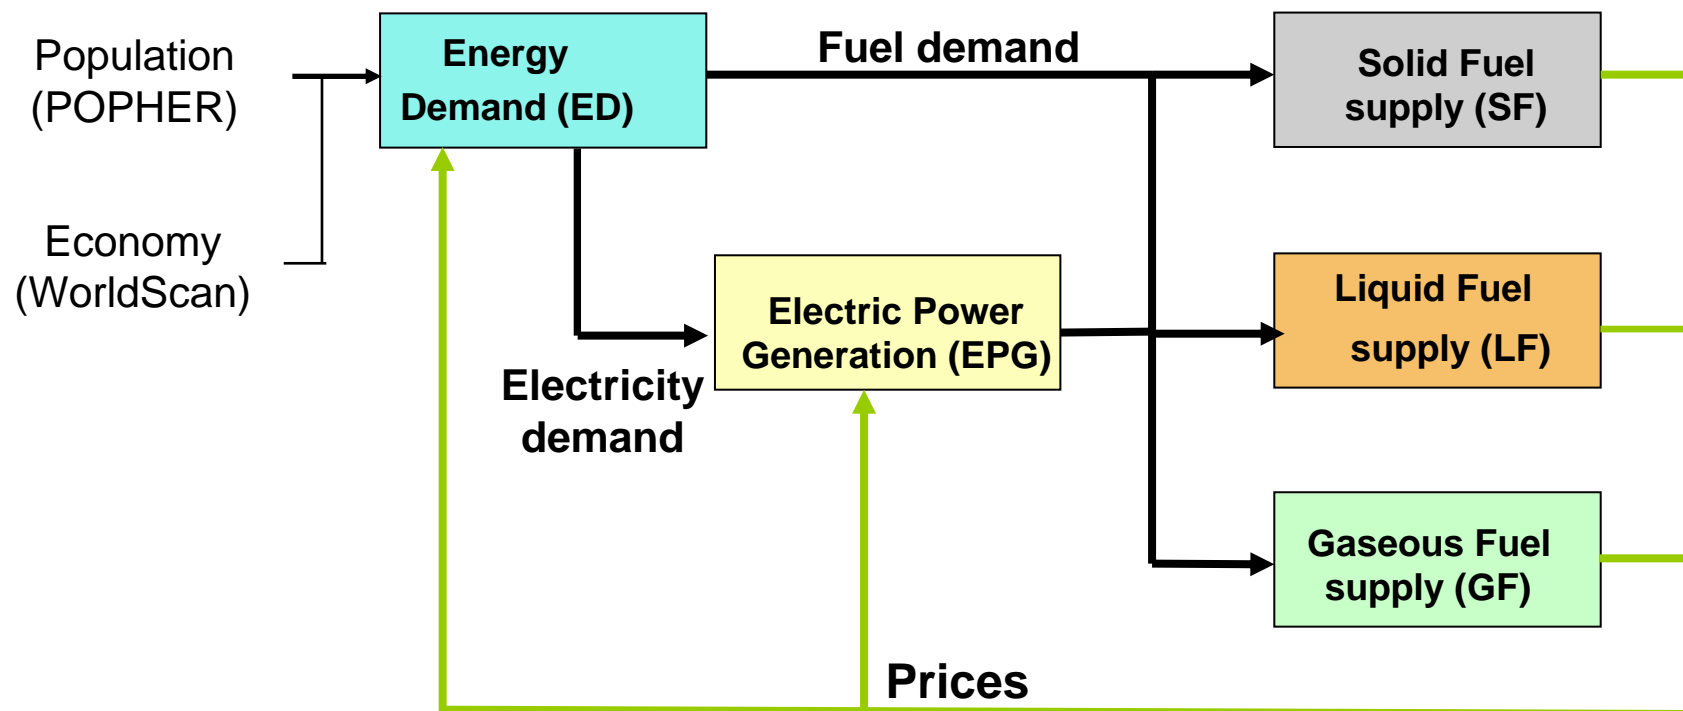 Population
(POPHER)
Economy
(WorldScan)
Energy
Demand (ED)
Fuel demand
Solid Fuel
supply (SF)
Electricity
demand
Electric Power
Generation (EPG)
Liquid Fuel
supply (LF)
Gaseous Fuel
supply (GF)
Prices